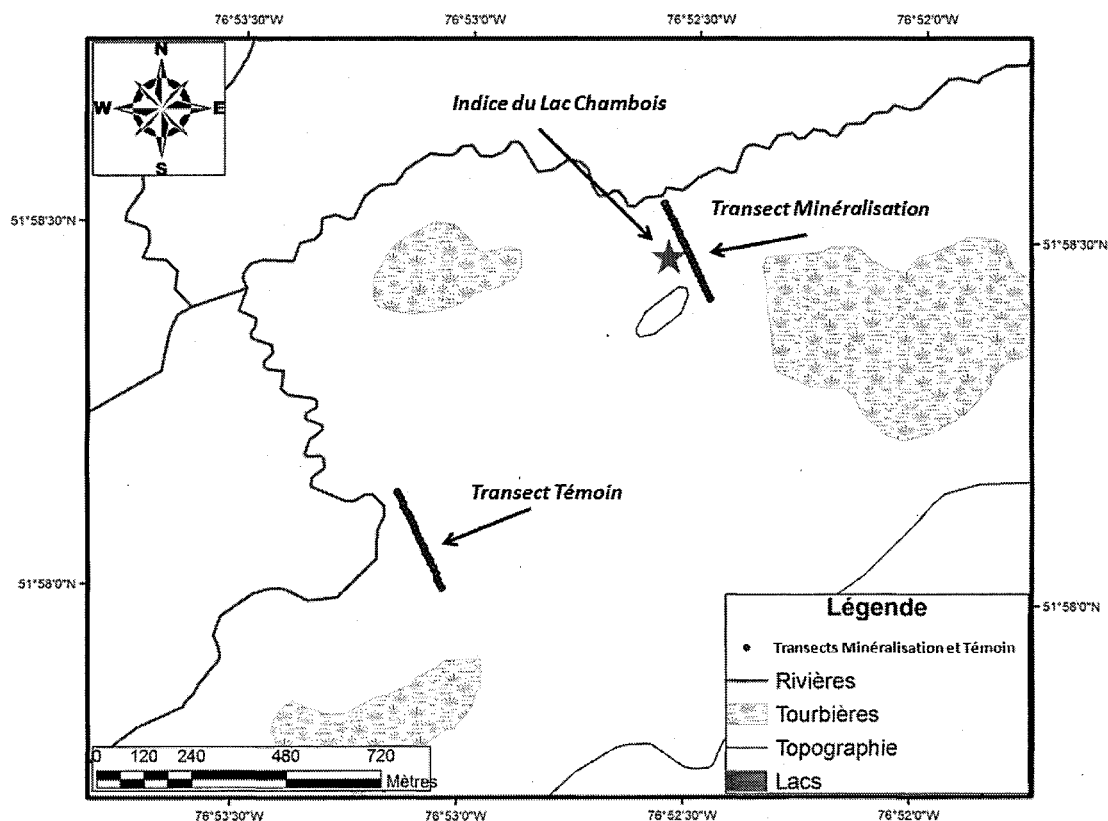 76°53'30"W 76°53'0"W 76°52'30"W 76°52'0"W
N
W E
S
Indice du Lac Chambois
51°58'30"N
Transect Minéralisation
51°58'30"N
Transect Témoin
51°58'0"N
51°58'0"N
Légende
Transects Minéralisation et Témoin
Rivières
Tourbières
Topographie
Lacs
0 120 240 480 720
Mètres
76°53'30"W 76°53'0"W 76°52'30"W 76°52'0"W